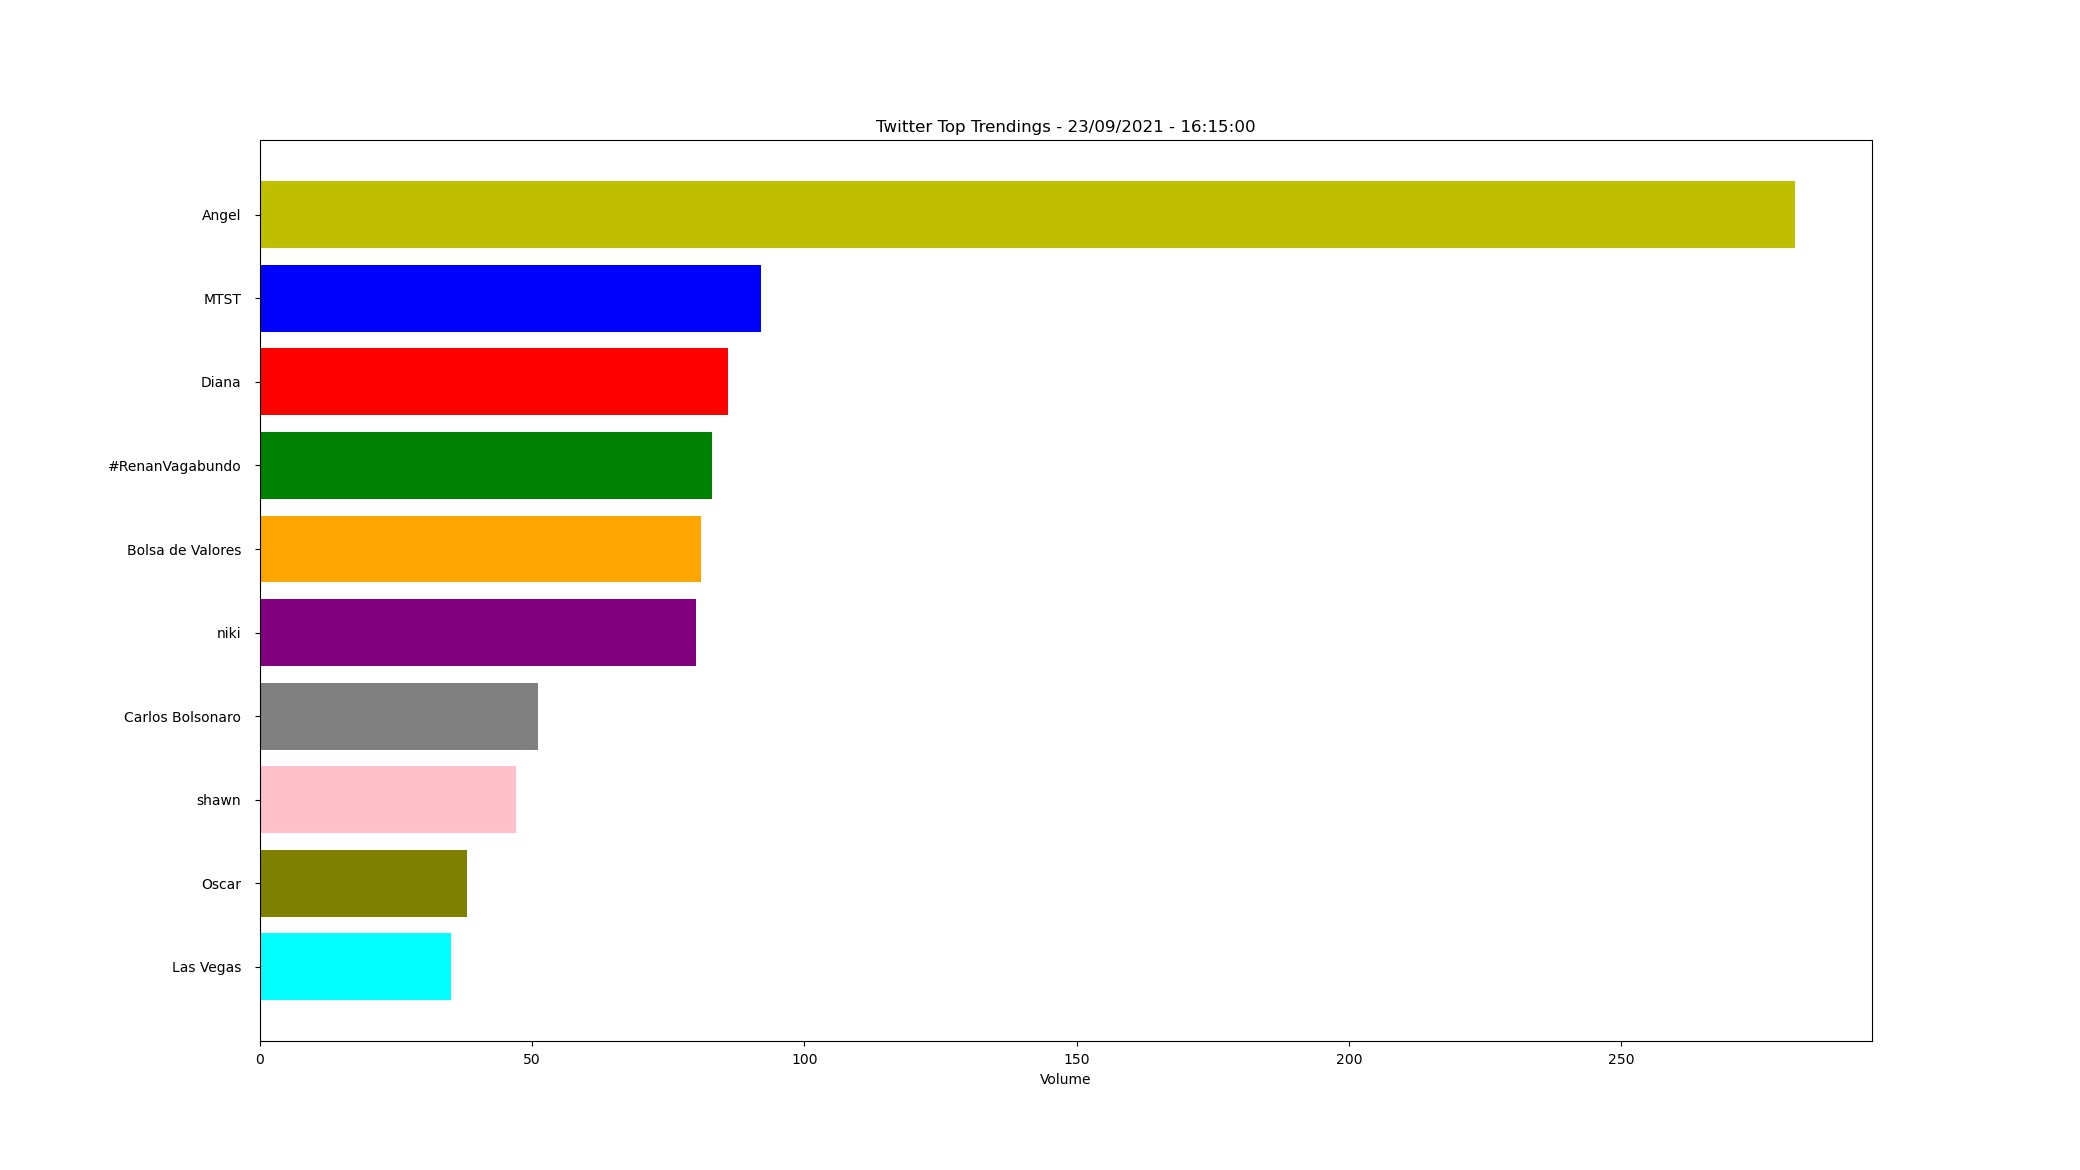 Twitter Top Trendings - 23/09/2021 - 16:15:00
Angel
MTST
Diana
#RenanVagabundo
Bolsa de Valores
niki
Carlos Bolsonaro
shawn
Oscar
Las Vegas
0 50 100 150 200 250
Volume